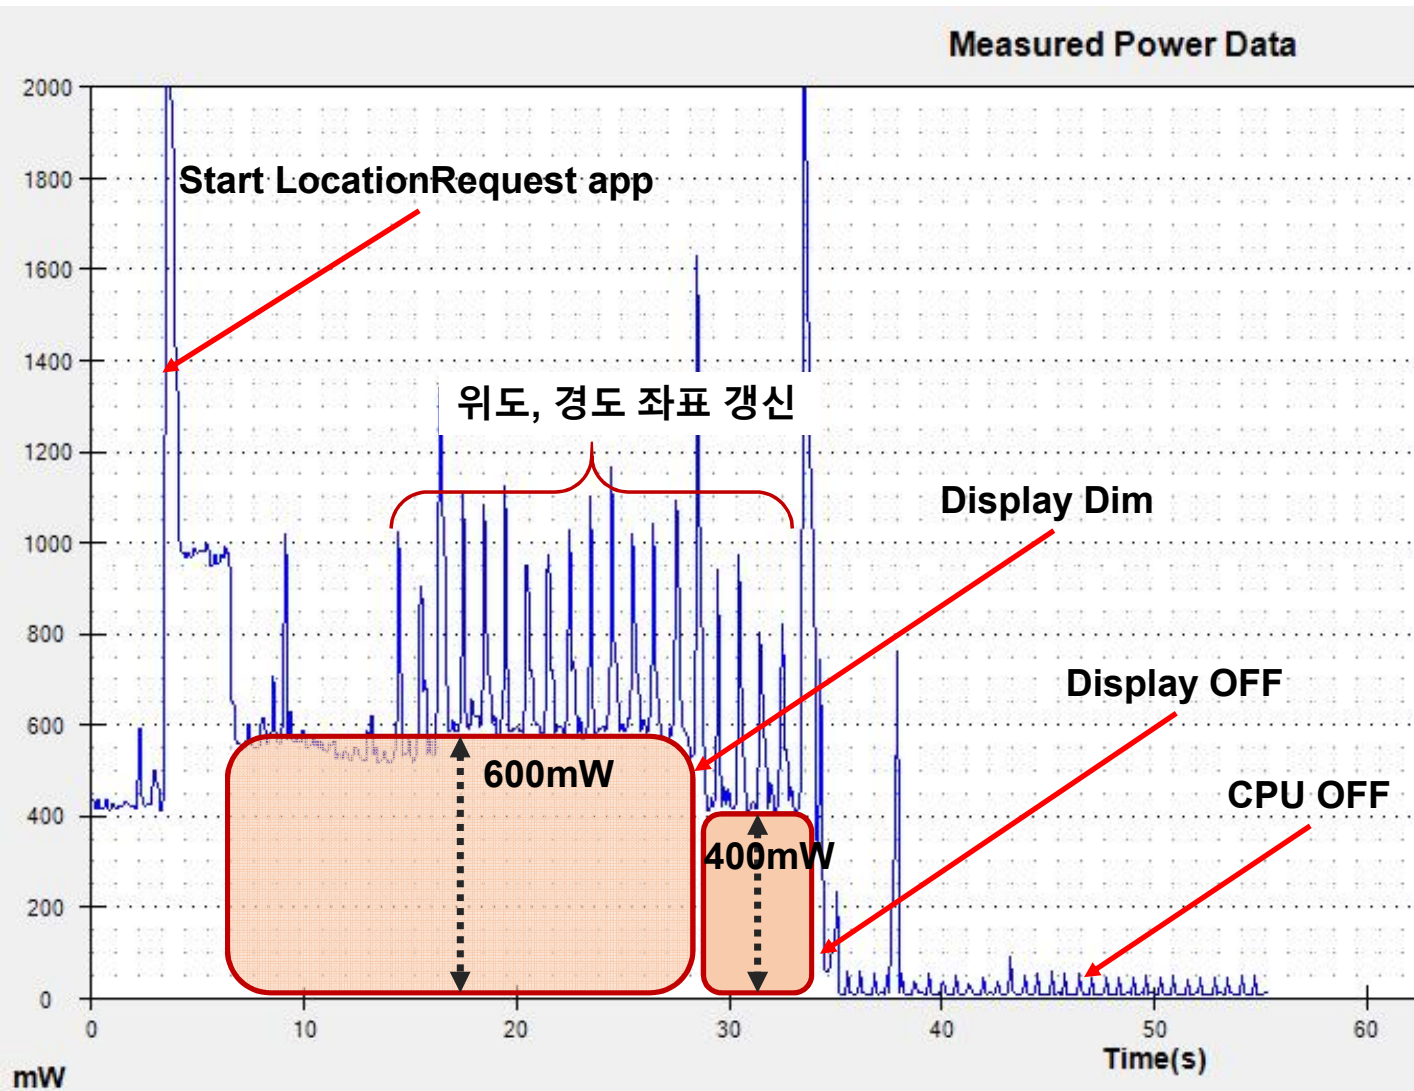 Measured Power Data
2000
1800
1600
1400
1200
1000
800
600
400
200
0
Start LocationRequest app
위도, 경도 좌표 갱신
Display Dim
Display OFF
CPU OFF
600mW
400mW
0 10 20 30 40 50 60
Time(s)
mW